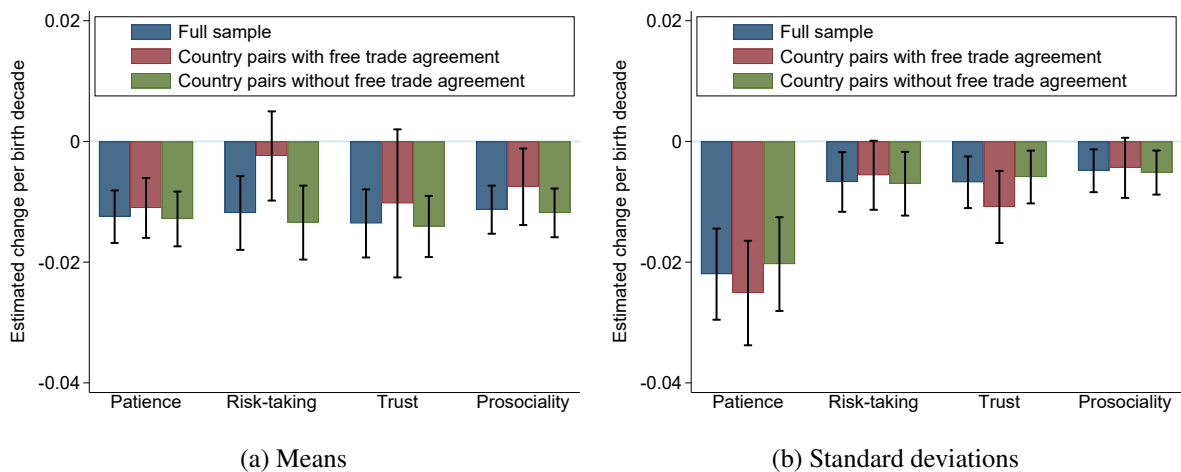 Estimated change per birth decade
0.02
0
-0.02
-0.04
Full sample
Country pairs with free trade agreement
Country pairs without free trade agreement
Patience Risk-taking Trust Prosociality
(a) Means
Estimated change per birth decade
0.02
0
-0.02
-0.04
Full sample
Country pairs with free trade agreement
Country pairs without free trade agreement
Patience Risk-taking Trust Prosociality
(b) Standard deviations